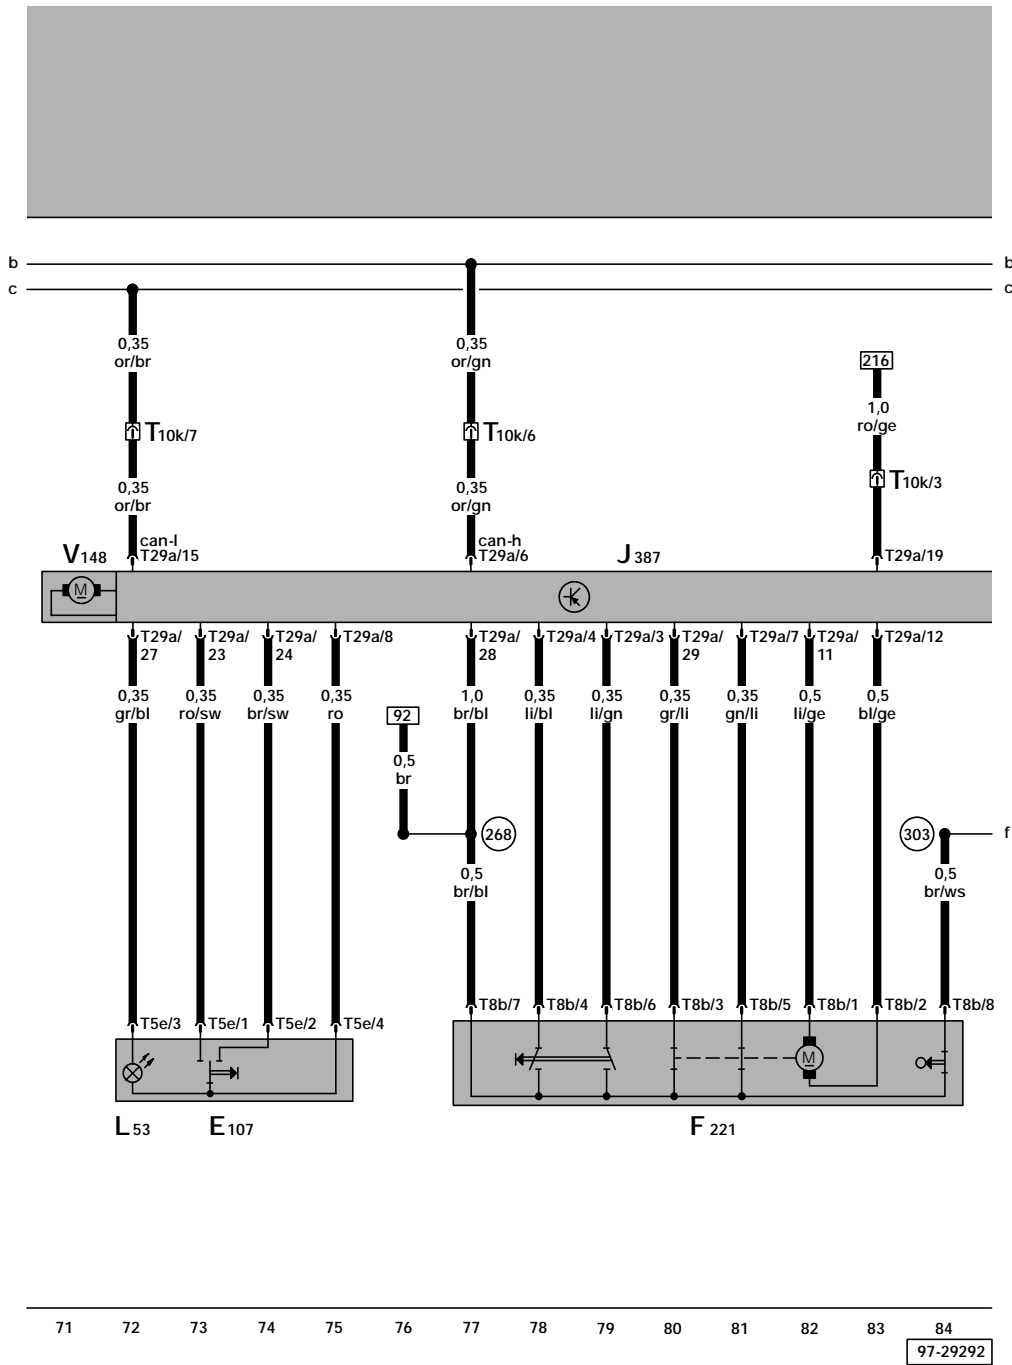 b b
c c
0,35 0,35
or/br or/gn
216
1,0
ro/ge
T10k/7 T10k/6
T10k/3
0,35 0,35
or/br or/gn
can-l can-h
V148 T29a/15 T29a/6 J387 T29a/19
M
T29a/ T29a/ T29a/ T29a/8 T29a/ T29a/4 T29a/3 T29a/ T29a/7 T29a/ T29a/12
27 23 24 28 29 11
0,35 0,35 0,35 0,35 1,0 0,35 0,35 0,35 0,35 0,5 0,5
gr/bl ro/sw br/sw ro br/bl li/bl li/gn gr/li gn/li li/ge bl/ge
92
0,5
br
268 303 f
0,5 0,5
br/bl br/ws
T8b/7 T8b/4 T8b/6 T8b/3 T8b/5 T8b/1 T8b/2 T8b/8
T5e/3 T5e/1 T5e/2 T5e/4
M
L53 E107 F221
71 72 73 74 75 76 77 78 79 80 81 82 83 84
97-29292